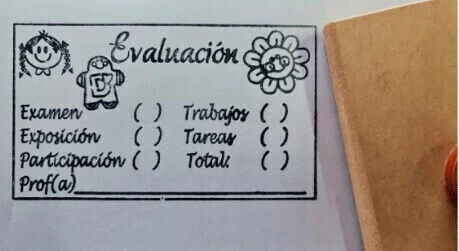 Evaluación
D
Examen ( ) Trabajos ( )
Exposición ( ) Tareas ( )
Participación ( ) Total: ( )
Prof(a)